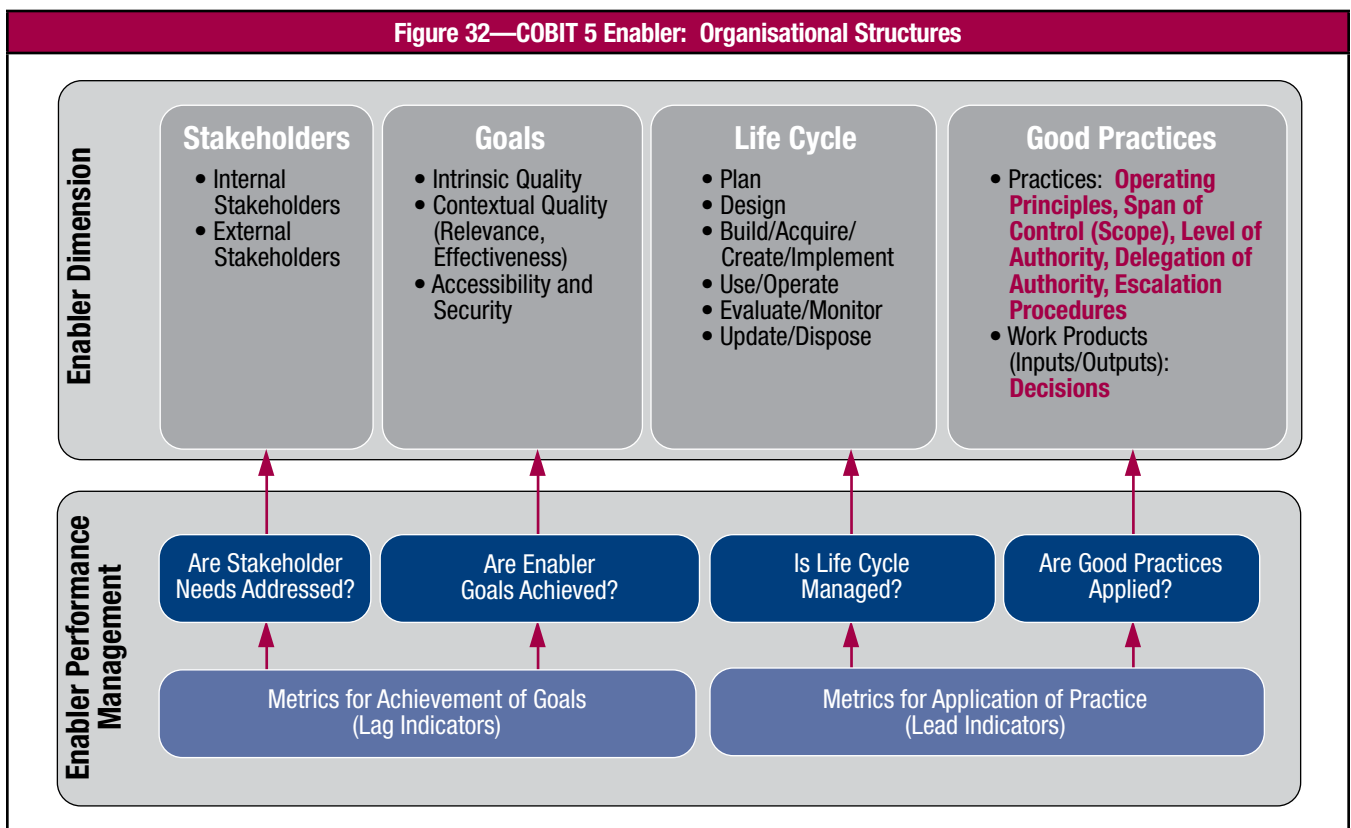 Figure 32—COBIT 5 Enabler: Organisational Structures
Enabler Dimension
Stakeholders
• Internal
Stakeholders
• External
Stakeholders
Goals
• Intrinsic Quality
• Contextual Quality
(Relevance,
Effectiveness)
• Accessibility and
Security
Life Cycle
• Plan
• Design
• Build/Acquire/
Create/Implement
• Use/Operate
• Evaluate/Monitor
• Update/Dispose
Good Practices
• Practices: Operating
Principles, Span of
Control (Scope), Level of
Authority, Delegation of
Authority, Escalation
Procedures
• Work Products
(Inputs/Outputs):
Decisions
Enabler Performance
Management
Are Stakeholder
Needs Addressed?
Are Enabler
Goals Achieved?
Is Life Cycle
Managed?
Are Good Practices
Applied?
Metrics for Achievement of Goals
(Lag Indicators)
Metrics for Application of Practice
(Lead Indicators)